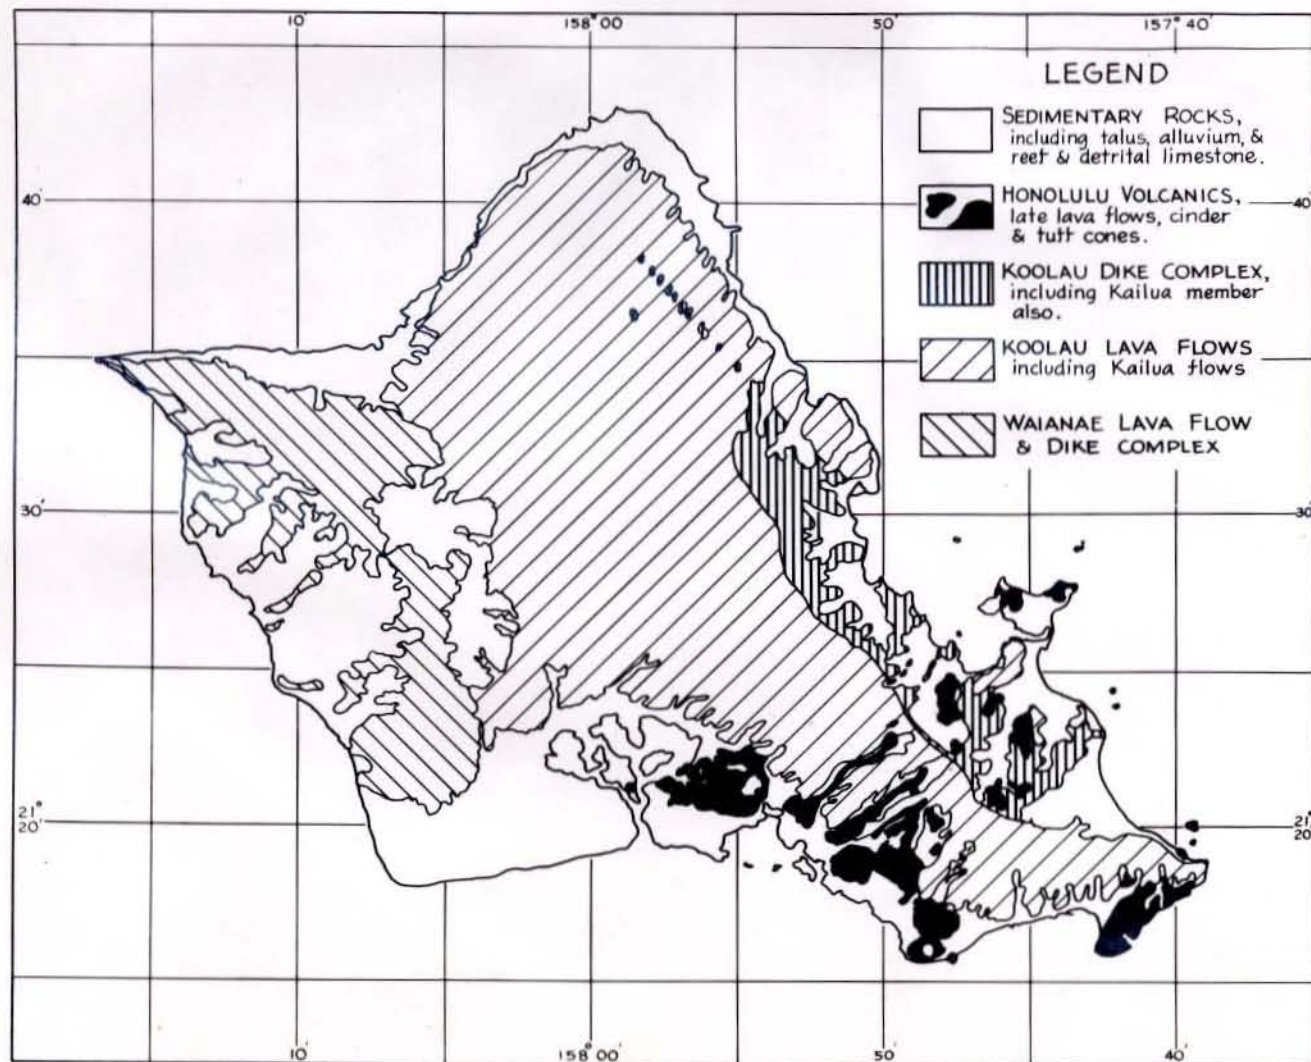 10' 158° 00' 50' 157° 40'
LEGEND
SEDIMENTARY ROCKS,
including talus, alluvium, &
reef & detrital limestone.
40' 40'
HONOLULU VOLCANICS,
late lava flows, cinder
& tuff cones.
KOOLAU DIKE COMPLEX,
including Kailua member
also.
KOOLAU LAVA FLOWS
including Kailua flows
WAIANAE LAVA FLOW
& DIKE COMPLEX
30' 30'
21° 21°
20' 20'
10' 158° 00' 50' 40'